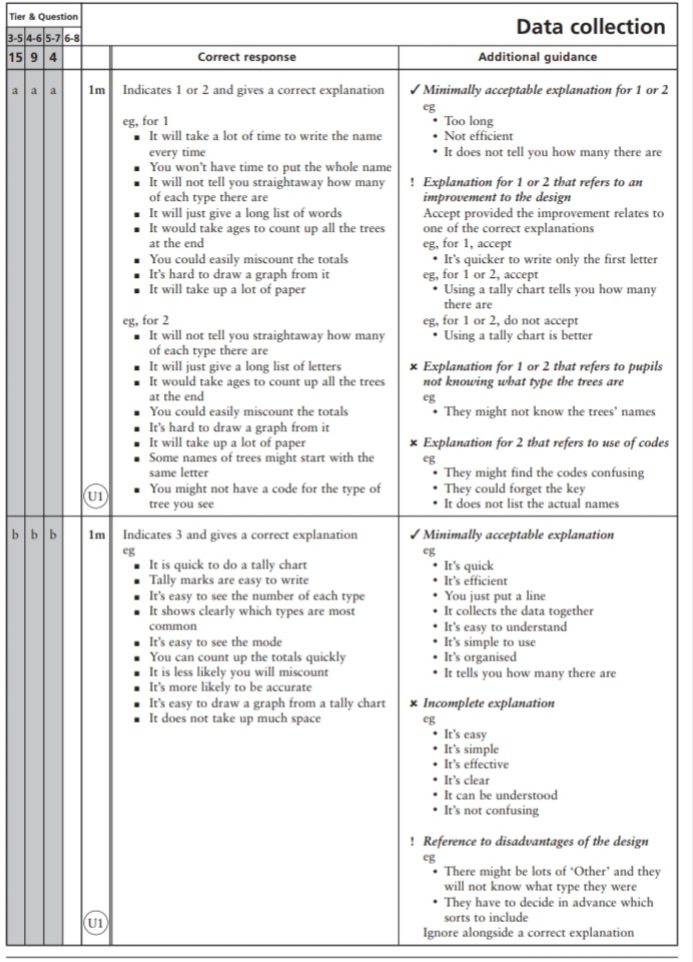 Tier & Question
Data collection
3-5 4-6 5-7 6-8
15 9 4
Correct response
Additional guidance
a a a
1m
Indicates 1 or 2 and gives a correct explanation
eg, for 1
▪ It will take a lot of time to write the name
every time
▪ You won't have time to put the whole name
▪ It will not tell you straightaway how many
of each type there are
▪ It will just give a long list of words
▪ It would take ages to count up all the trees
at the end
▪ You could easily miscount the totals
▪ It's hard to draw a graph from it
▪ It will take up a lot of paper
eg, for 2
▪ It will not tell you straightaway how many
of each type there are
▪ It will just give a long list of letters
▪ It would take ages to count up all the trees
at the end
▪ You could easily miscount the totals
▪ It's hard to draw a graph from it
▪ It will take up a lot of paper
▪ Some names of trees might start with the
same letter
▪ You might not have a code for the type of
tree you see
U1
✓ Minimally acceptable explanation for 1 or 2
eg
• Too long
• Not efficient
• It does not tell you how many there are
! Explanation for 1 or 2 that refers to an
improvement to the design
Accept provided the improvement relates to
one of the correct explanations
eg, for 1, accept
• It's quicker to write only the first letter
eg, for 1 or 2, accept
• Using a tally chart tells you how many
there are
eg, for 1 or 2, do not accept
• Using a tally chart is better
× Explanation for 1 or 2 that refers to pupils
not knowing what type the trees are
eg
• They might not know the trees' names
× Explanation for 2 that refers to use of codes
eg
• They might find the codes confusing
• They could forget the key
• It does not list the actual names
b b b
1m
Indicates 3 and gives a correct explanation
eg
▪ It is quick to do a tally chart
▪ Tally marks are easy to write
▪ It's easy to see the number of each type
▪ It shows clearly which types are most
common
▪ It's easy to see the mode
▪ You can count up the totals quickly
▪ It is less likely you will miscount
▪ It's more likely to be accurate
▪ It's easy to draw a graph from a tally chart
▪ It does not take up much space
U1
✓ Minimally acceptable explanation
eg
• It's quick
• It's efficient
• You just put a line
• It collects the data together
• It's easy to understand
• It's simple to use
• It's organised
• It tells you how many there are
× Incomplete explanation
eg
• It's easy
• It's simple
• It's effective
• It's clear
• It can be understood
• It's not confusing
! Reference to disadvantages of the design
eg
• There might be lots of 'Other' and they
will not know what type they were
• They have to decide in advance which
sorts to include
Ignore alongside a correct explanation